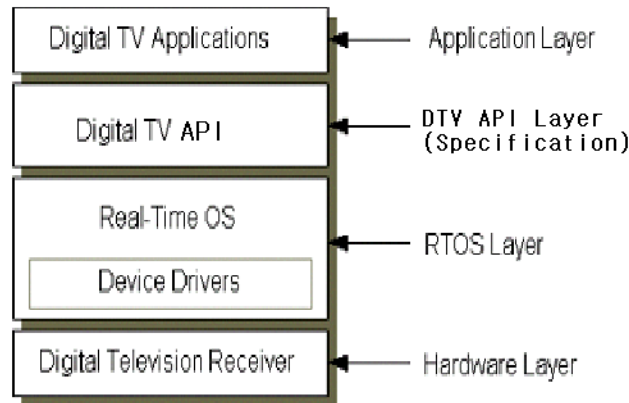 Digital TV Applications
Application Layer
Digital TV API
DTV API Layer
(Specification)
Real-Time OS
RTOS Layer
Device Drivers
Digital Television Receiver
Hardware Layer